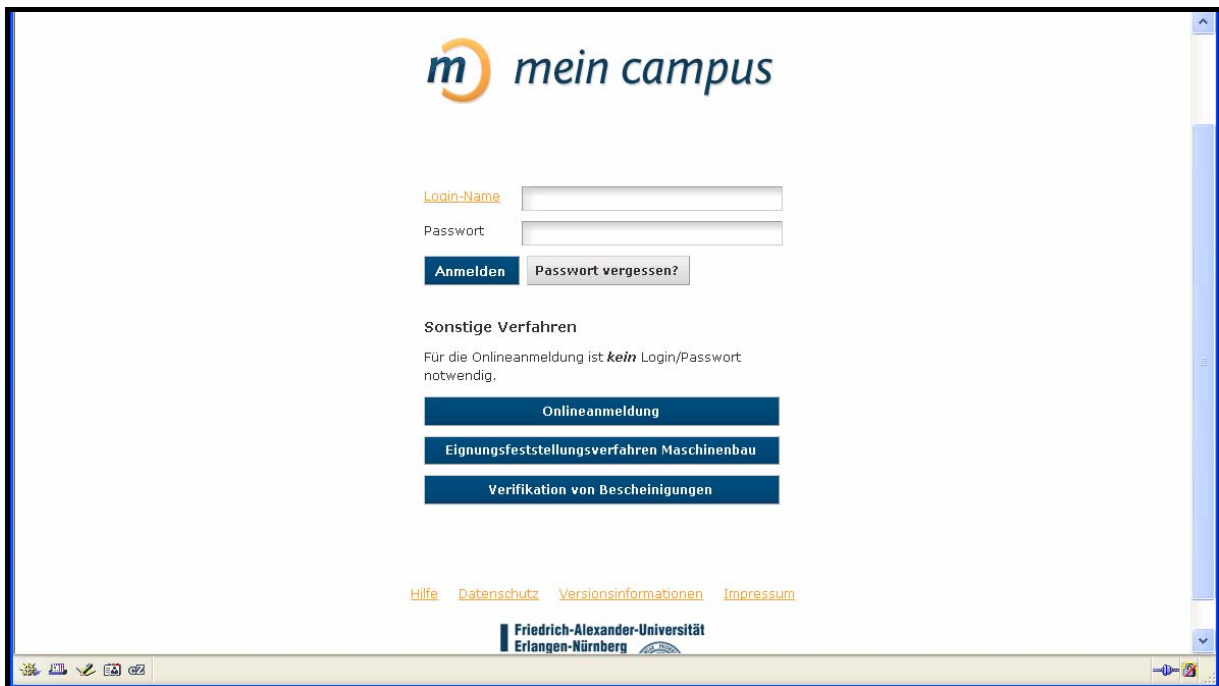 m mein campus
Login-Name
Passwort
Anmelden Passwort vergessen?
Sonstige Verfahren
Für die Onlineanmeldung ist kein Login/Passwort
notwendig.
Onlineanmeldung
Eignungsfeststellungsverfahren Maschinenbau
Verifikation von Bescheinigungen
Hilfe Datenschutz Versionsinformationen Impressum
Friedrich-Alexander-Universität
Erlangen-Nürnberg